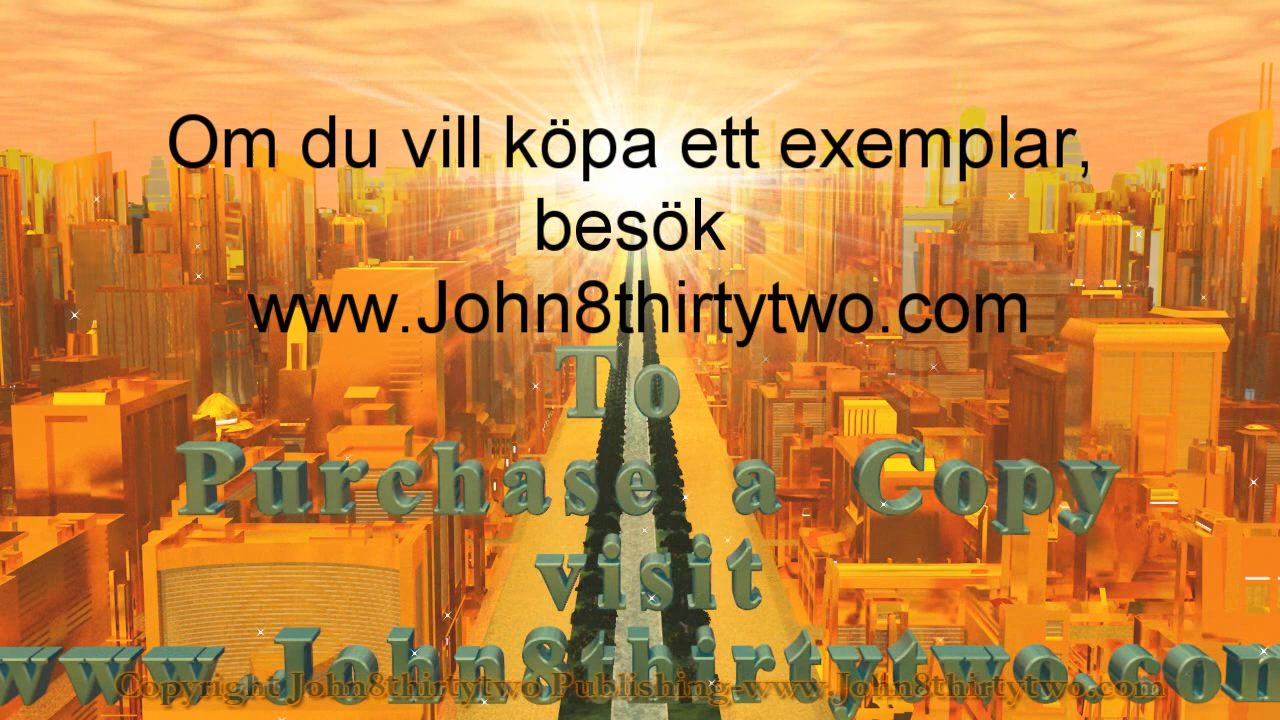 Om du vill köpa ett exemplar,
besök
www.John8thirtytwo.com
To
Purchase a Copy
visit
www.John8thirtytwo.com
Copyright John8thirtytwo Publishing-www.John8thirtytwo.com